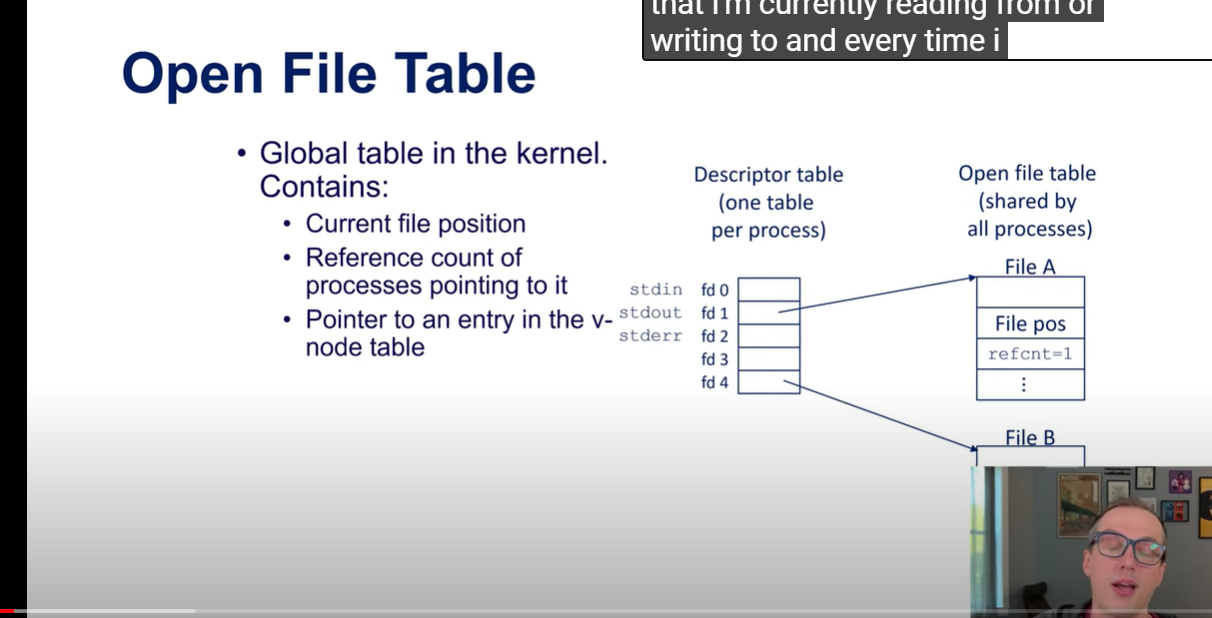 that I'm currently reading from or
writing to and every time i
Open File Table
• Global table in the kernel.
Contains:
• Current file position
• Reference count of
processes pointing to it
• Pointer to an entry in the v-
node table
Descriptor table
(one table
per process)
Open file table
(shared by
all processes)
stdin fd 0
stdout fd 1
stderr fd 2
fd 3
fd 4
File A
File pos
refcnt=1
⋮
File B